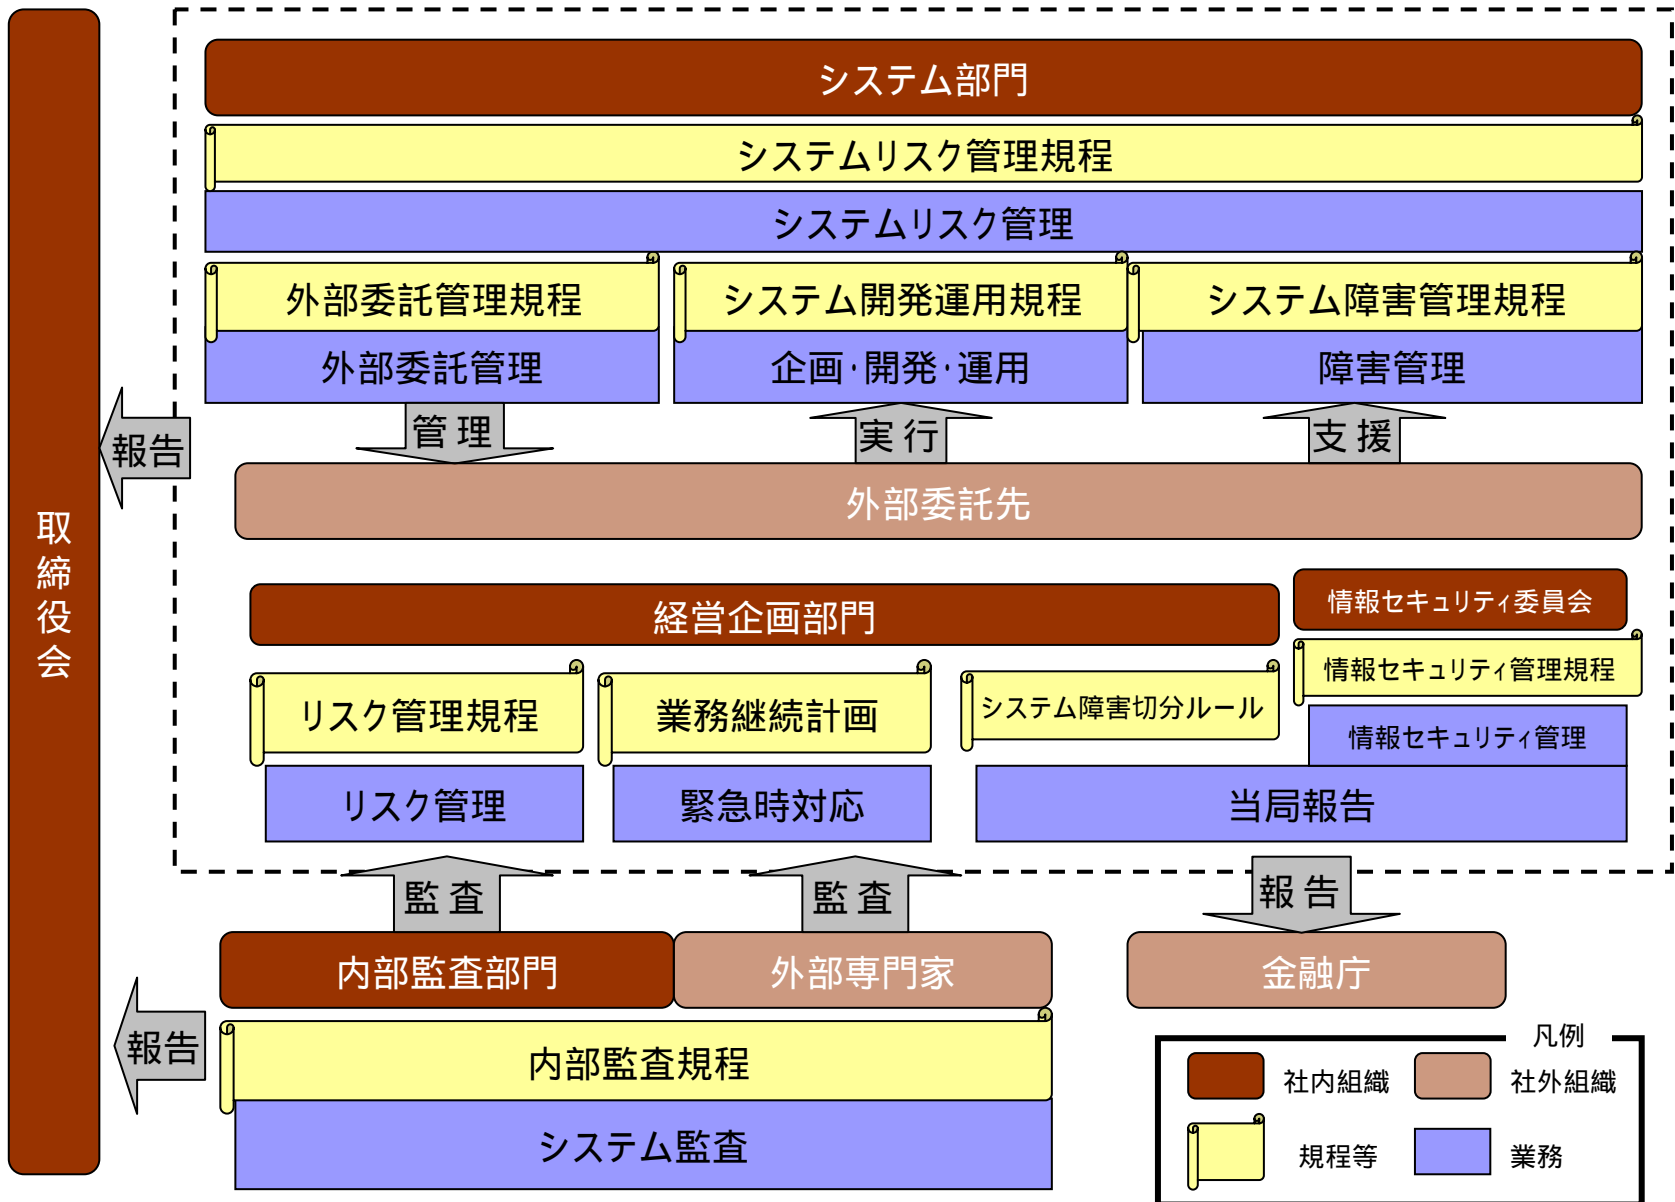 取締役会
システム部門
システムリスク管理規程
システムリスク管理
外部委託管理規程
システム開発運用規程
システム障害管理規程
外部委託管理
企画・開発・運用
障害管理
報告
管理
実行
支援
外部委託先
経営企画部門
情報セキュリティ委員会
情報セキュリティ管理規程
リスク管理規程
業務継続計画
システム障害切分ルール
情報セキュリティ管理
リスク管理
緊急時対応
当局報告
監査
監査
報告
内部監査部門
外部専門家
金融庁
報告
内部監査規程
システム監査
凡例
社内組織
社外組織
規程等
業務